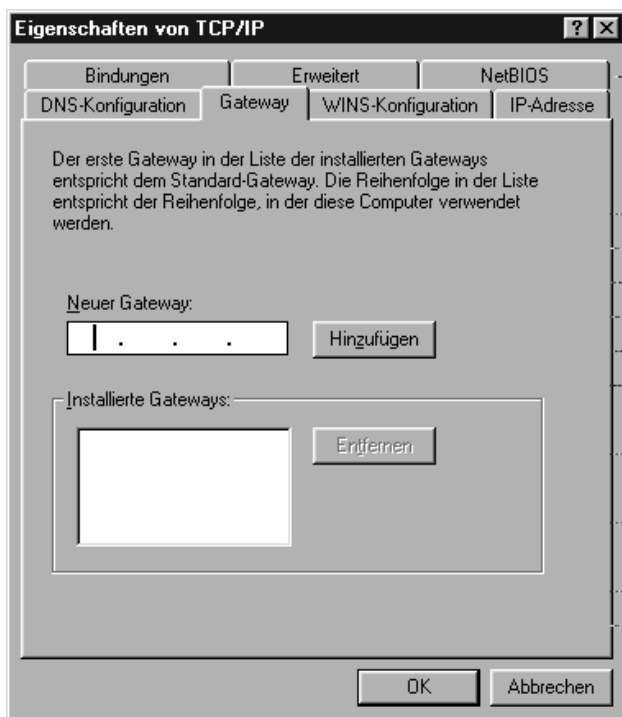 Eigenschaften von TCP/IP
Bindungen Erweitert NetBIOS
DNS-Konfiguration Gateway WINS-Konfiguration IP-Adresse
Der erste Gateway in der Liste der installierten Gateways
entspricht dem Standard-Gateway. Die Reihenfolge in der Liste
entspricht der Reihenfolge, in der diese Computer verwendet
werden.
Neuer Gateway:
. . . Hinzufügen
Installierte Gateways:
Entfernen
OK Abbrechen